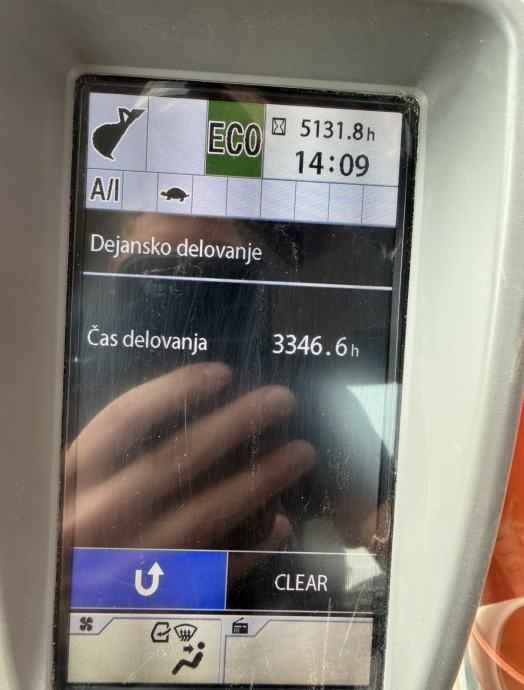 ECO
5131.8h
14:09
A/I
Dejansko delovanje
Čas delovanja 3346.6h
CLEAR